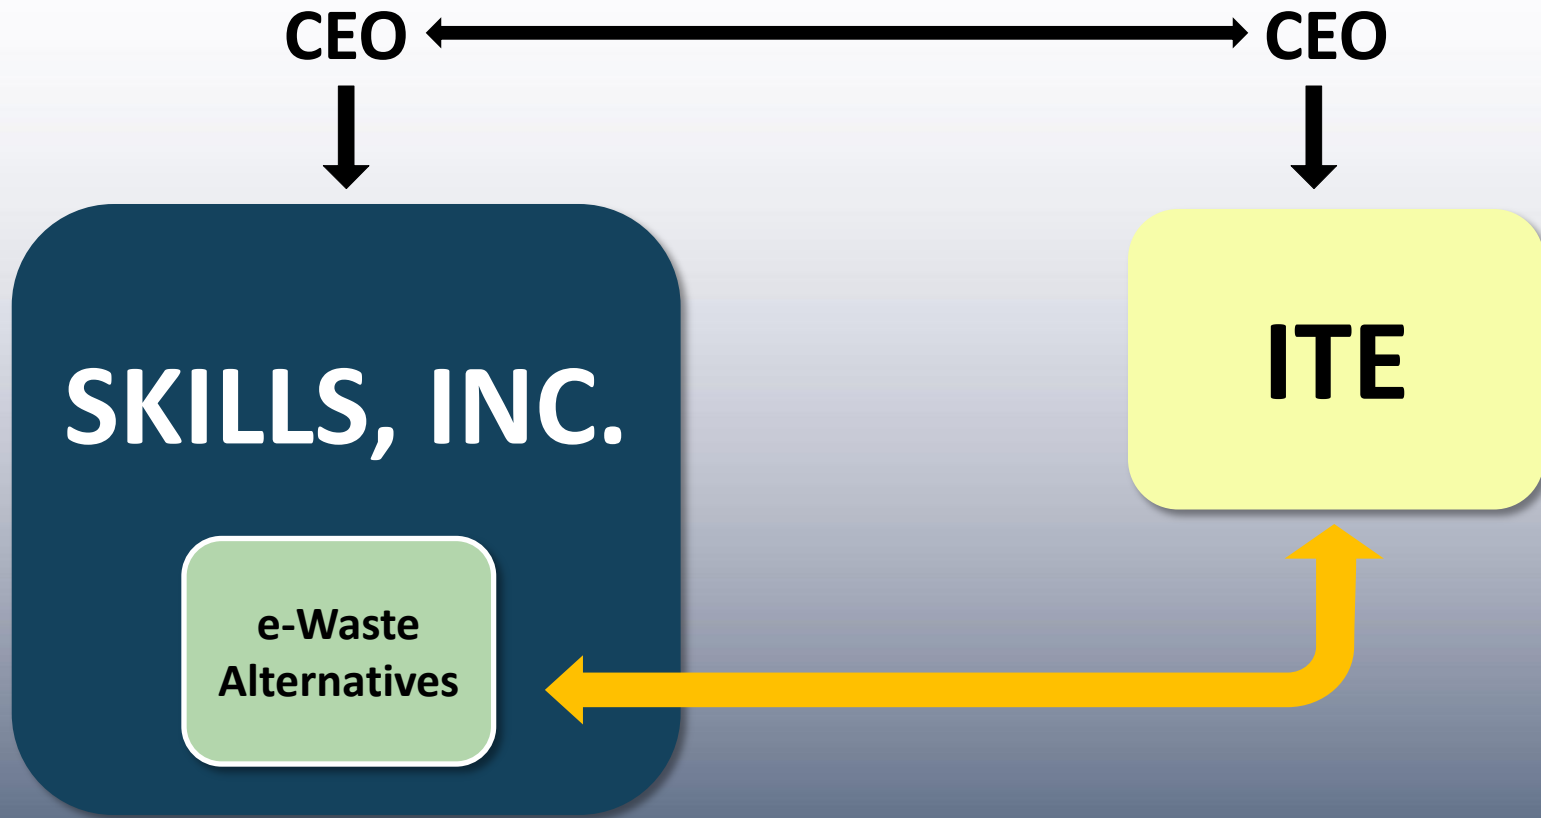 CEO
CEO
SKILLS, INC.
ITE
e-Waste
Alternatives